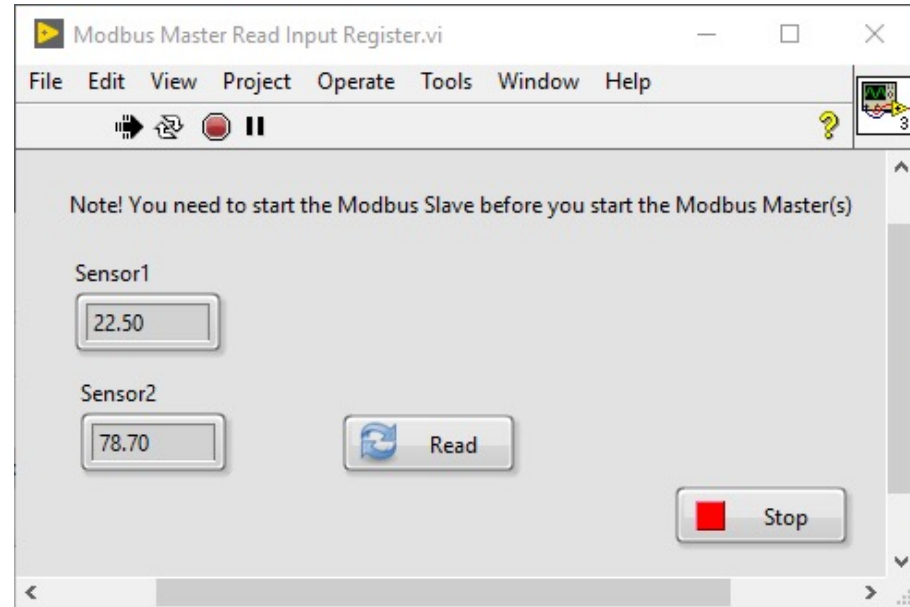 Modbus Master Read Input Register.vi
File Edit View Project Operate Tools Window Help
?
3
Note! You need to start the Modbus Slave before you start the Modbus Master(s)
Sensor1
22.50
Sensor2
78.70
Read
Stop